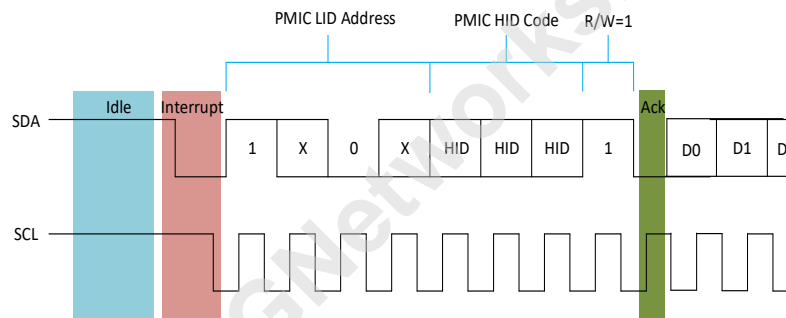 PMIC LID Address PMIC HID Code R/W=1
Idle Interrupt Ack
SDA
1 X 0 X HID HID HID 1 D0 D1 D
SCL
GNetworks